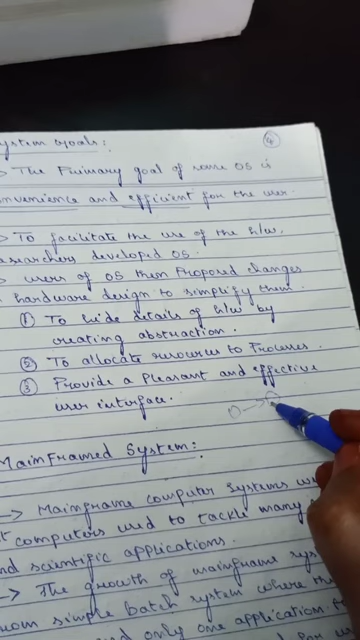 ystem Goals: 4
-> The Primary goal of some OS is
onvenience and efficient for the user.
-> To facilitate the use of the h/w,
esearchers developed OS.
-> users of OS then Proposed changes
hardware design to simplify them.
① To hide details of h/w by
creating abstraction.
② To allocate resources to Processes.
③ Provide a Pleasant and effective
user interface.
Mainframed System:
-> Mainframe computer systems w
t computers used to tackle many
nd scientific applications.
-> The growth of mainframe sys
rom simple batch system where the
only one application